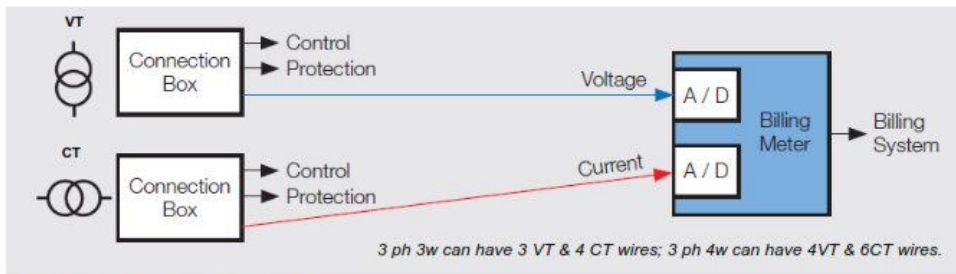 VT
Connection
Box
Control
Protection
Voltage
A / D
Billing
Meter
Billing
System
CT
Connection
Box
Control
Protection
Current
A / D
3 ph 3w can have 3 VT & 4 CT wires; 3 ph 4w can have 4VT & 6CT wires.